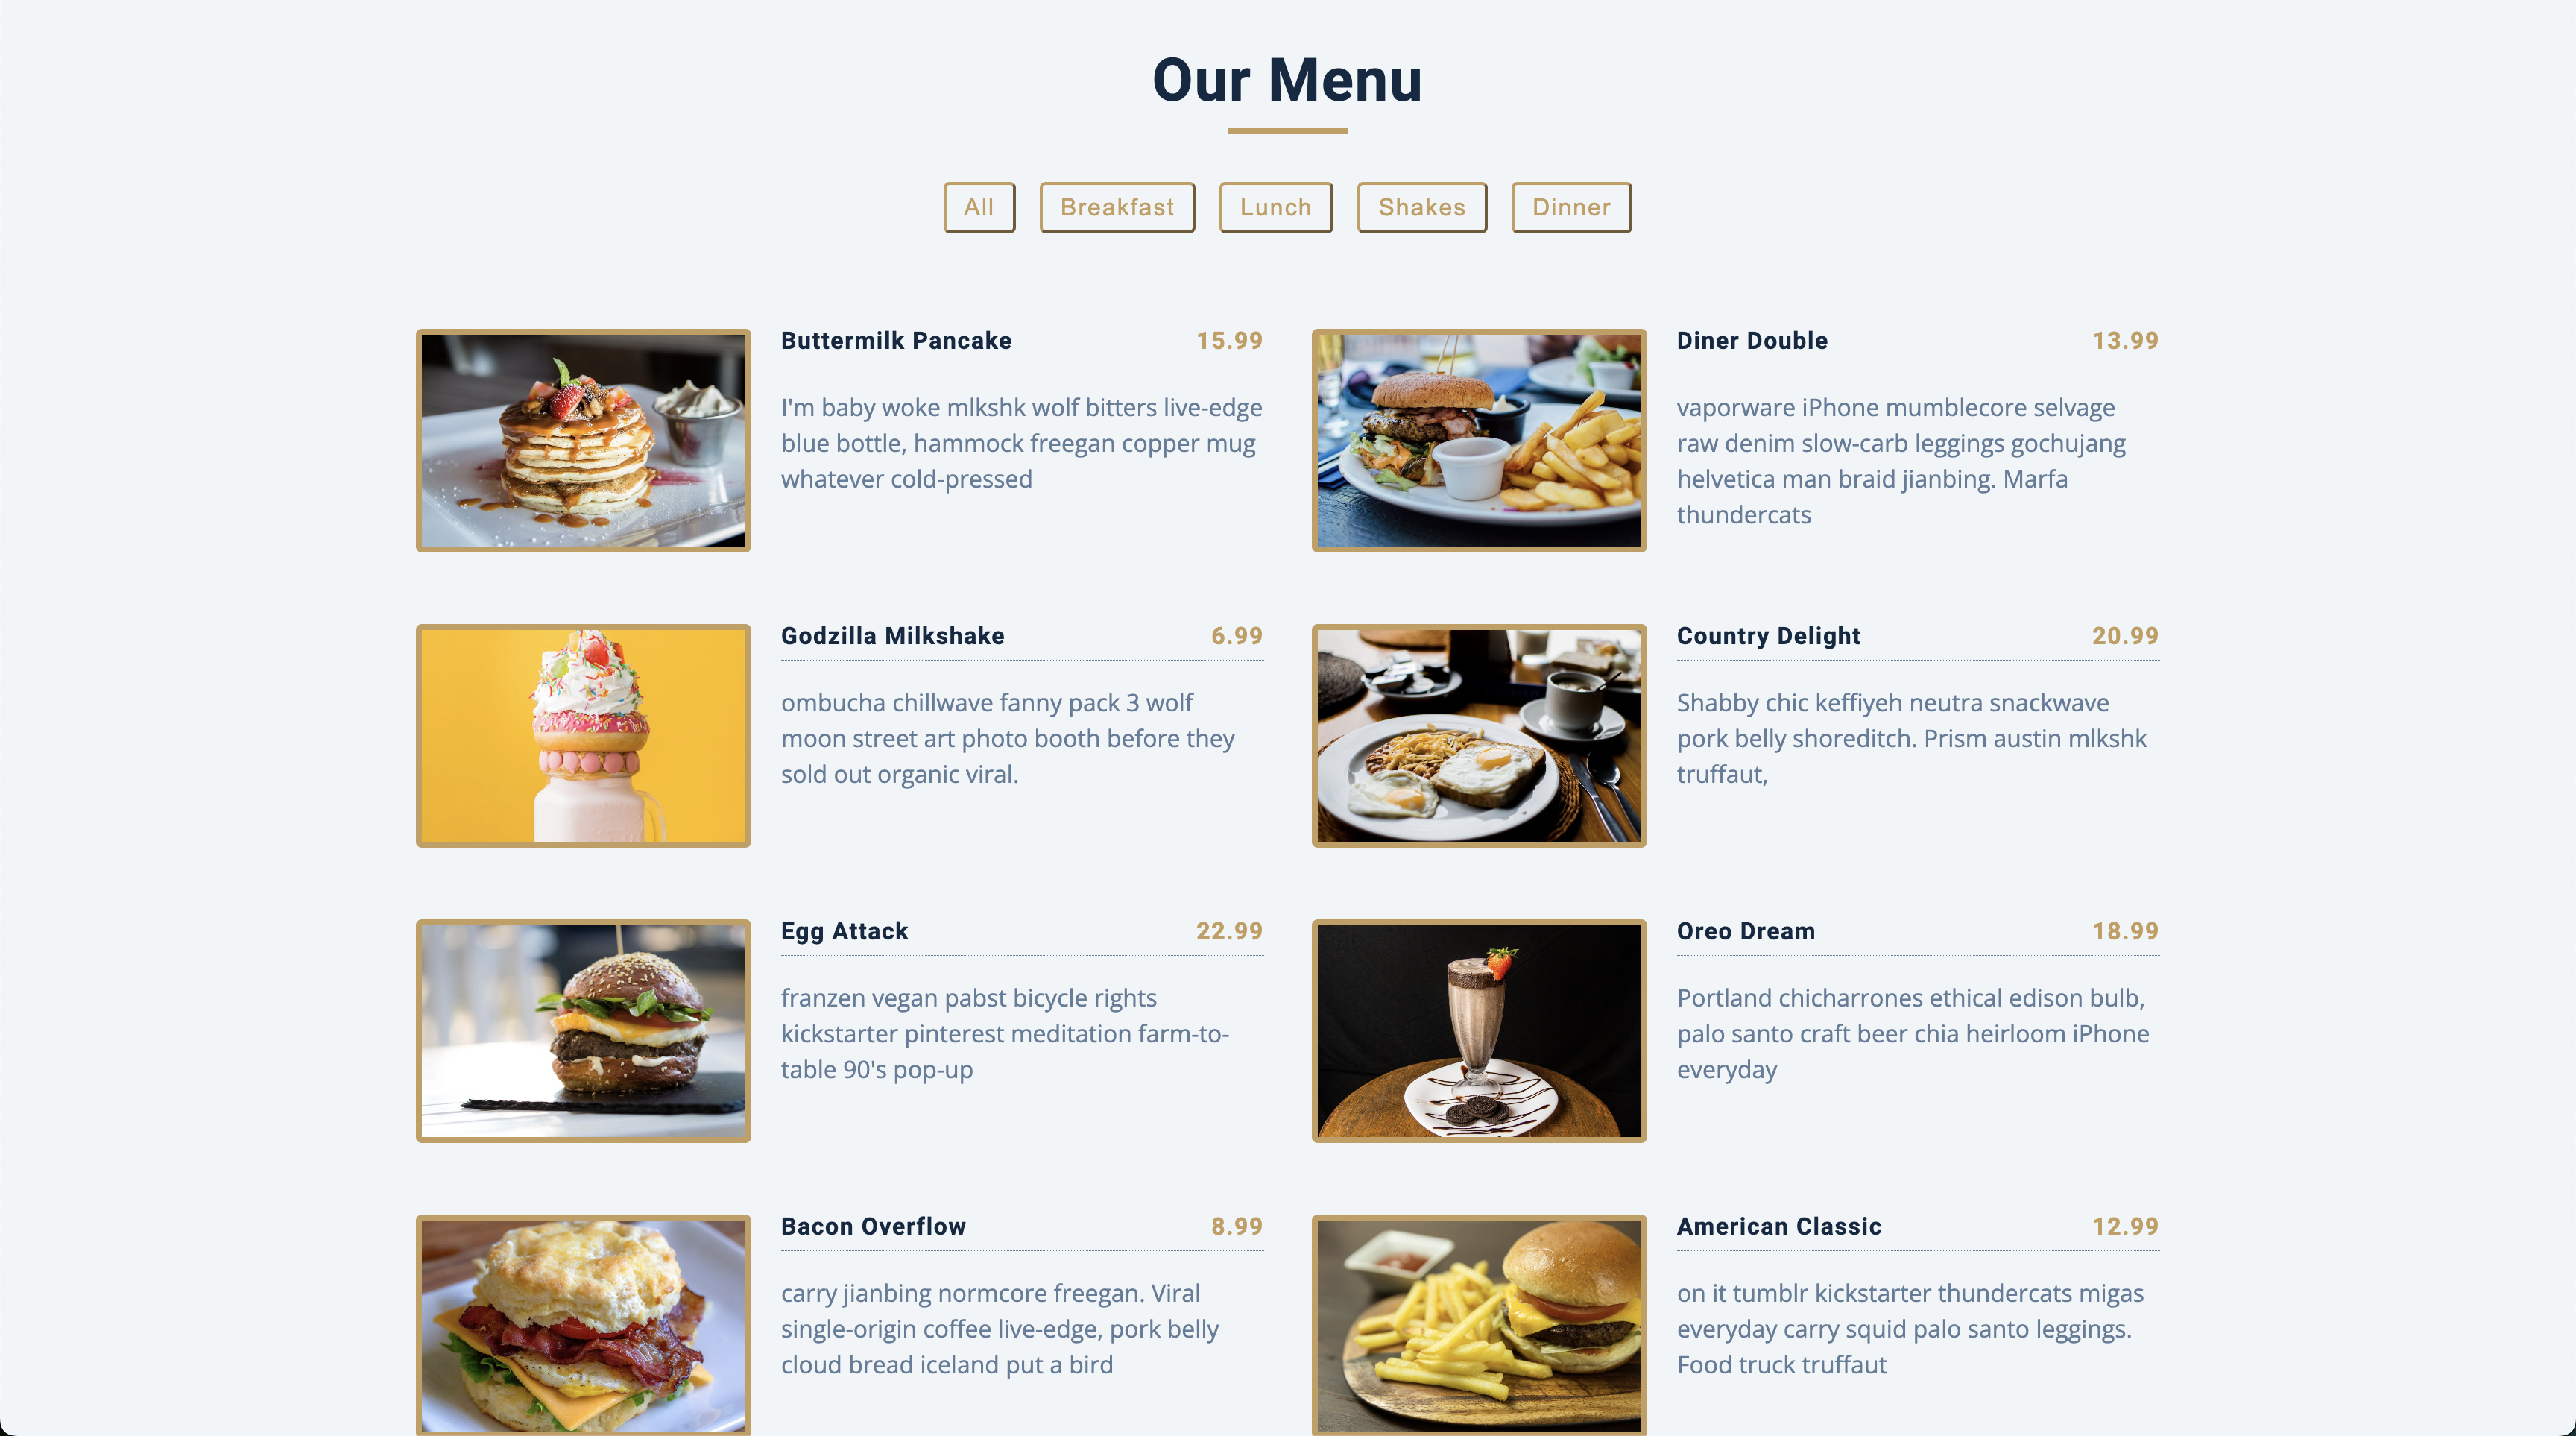 Our Menu
All
Breakfast
Lunch
Shakes
Dinner
Buttermilk Pancake 15.99
I'm baby woke mlkshk wolf bitters live-edge
blue bottle, hammock freegan copper mug
whatever cold-pressed
Diner Double 13.99
vaporware iPhone mumblecore selvage
raw denim slow-carb leggings gochujang
helvetica man braid jianbing. Marfa
thundercats
Godzilla Milkshake 6.99
ombucha chillwave fanny pack 3 wolf
moon street art photo booth before they
sold out organic viral.
Country Delight 20.99
Shabby chic keffiyeh neutra snackwave
pork belly shoreditch. Prism austin mlkshk
truffaut,
Egg Attack 22.99
franzen vegan pabst bicycle rights
kickstarter pinterest meditation farm-to-
table 90's pop-up
Oreo Dream 18.99
Portland chicharrones ethical edison bulb,
palo santo craft beer chia heirloom iPhone
everyday
Bacon Overflow 8.99
carry jianbing normcore freegan. Viral
single-origin coffee live-edge, pork belly
cloud bread iceland put a bird
American Classic 12.99
on it tumblr kickstarter thundercats migas
everyday carry squid palo santo leggings.
Food truck truffaut